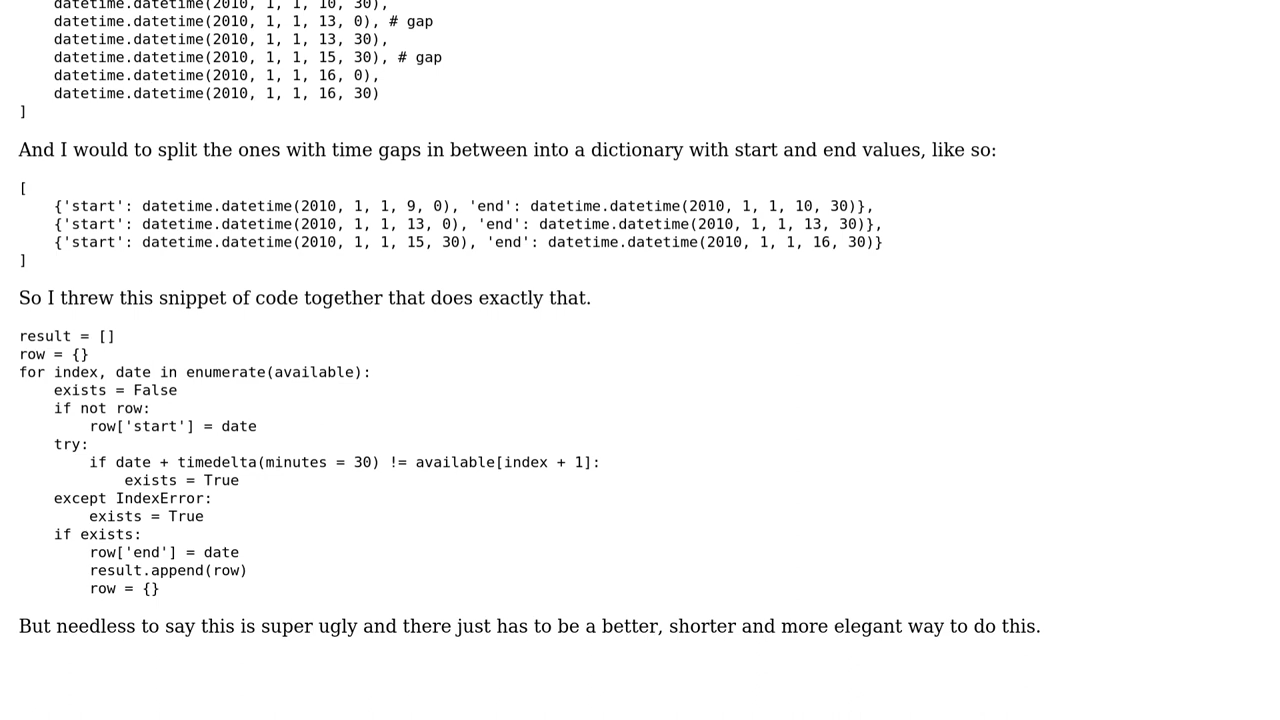 datetime.datetime(2010, 1, 1, 10, 30),
datetime.datetime(2010, 1, 1, 13, 0), # gap
datetime.datetime(2010, 1, 1, 13, 30),
datetime.datetime(2010, 1, 1, 15, 30), # gap
datetime.datetime(2010, 1, 1, 16, 0),
datetime.datetime(2010, 1, 1, 16, 30)
]
And I would to split the ones with time gaps in between into a dictionary with start and end values, like so:
[
    {'start': datetime.datetime(2010, 1, 1, 9, 0), 'end': datetime.datetime(2010, 1, 1, 10, 30)},
    {'start': datetime.datetime(2010, 1, 1, 13, 0), 'end': datetime.datetime(2010, 1, 1, 13, 30)},
    {'start': datetime.datetime(2010, 1, 1, 15, 30), 'end': datetime.datetime(2010, 1, 1, 16, 30)}
]
So I threw this snippet of code together that does exactly that.
result = []
row = {}
for index, date in enumerate(available):
    exists = False
    if not row:
        row['start'] = date
    try:
        if date + timedelta(minutes = 30) != available[index + 1]:
            exists = True
    except IndexError:
        exists = True
    if exists:
        row['end'] = date
        result.append(row)
        row = {}
But needless to say this is super ugly and there just has to be a better, shorter and more elegant way to do this.